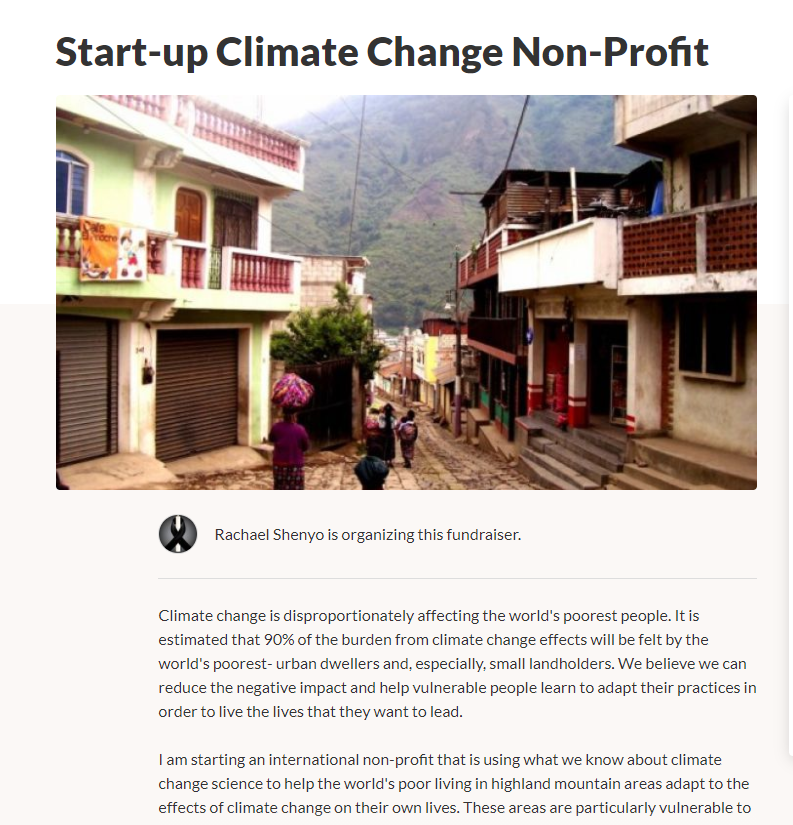 Start-up Climate Change Non-Profit
Cafe
Rachael Shenyo is organizing this fundraiser.
Climate change is disproportionately affecting the world's poorest people. It is
estimated that 90% of the burden from climate change effects will be felt by the
world's poorest- urban dwellers and, especially, small landholders. We believe we can
reduce the negative impact and help vulnerable people learn to adapt their practices in
order to live the lives that they want to lead.
I am starting an international non-profit that is using what we know about climate
change science to help the world's poor living in highland mountain areas adapt to the
effects of climate change on their own lives. These areas are particularly vulnerable to